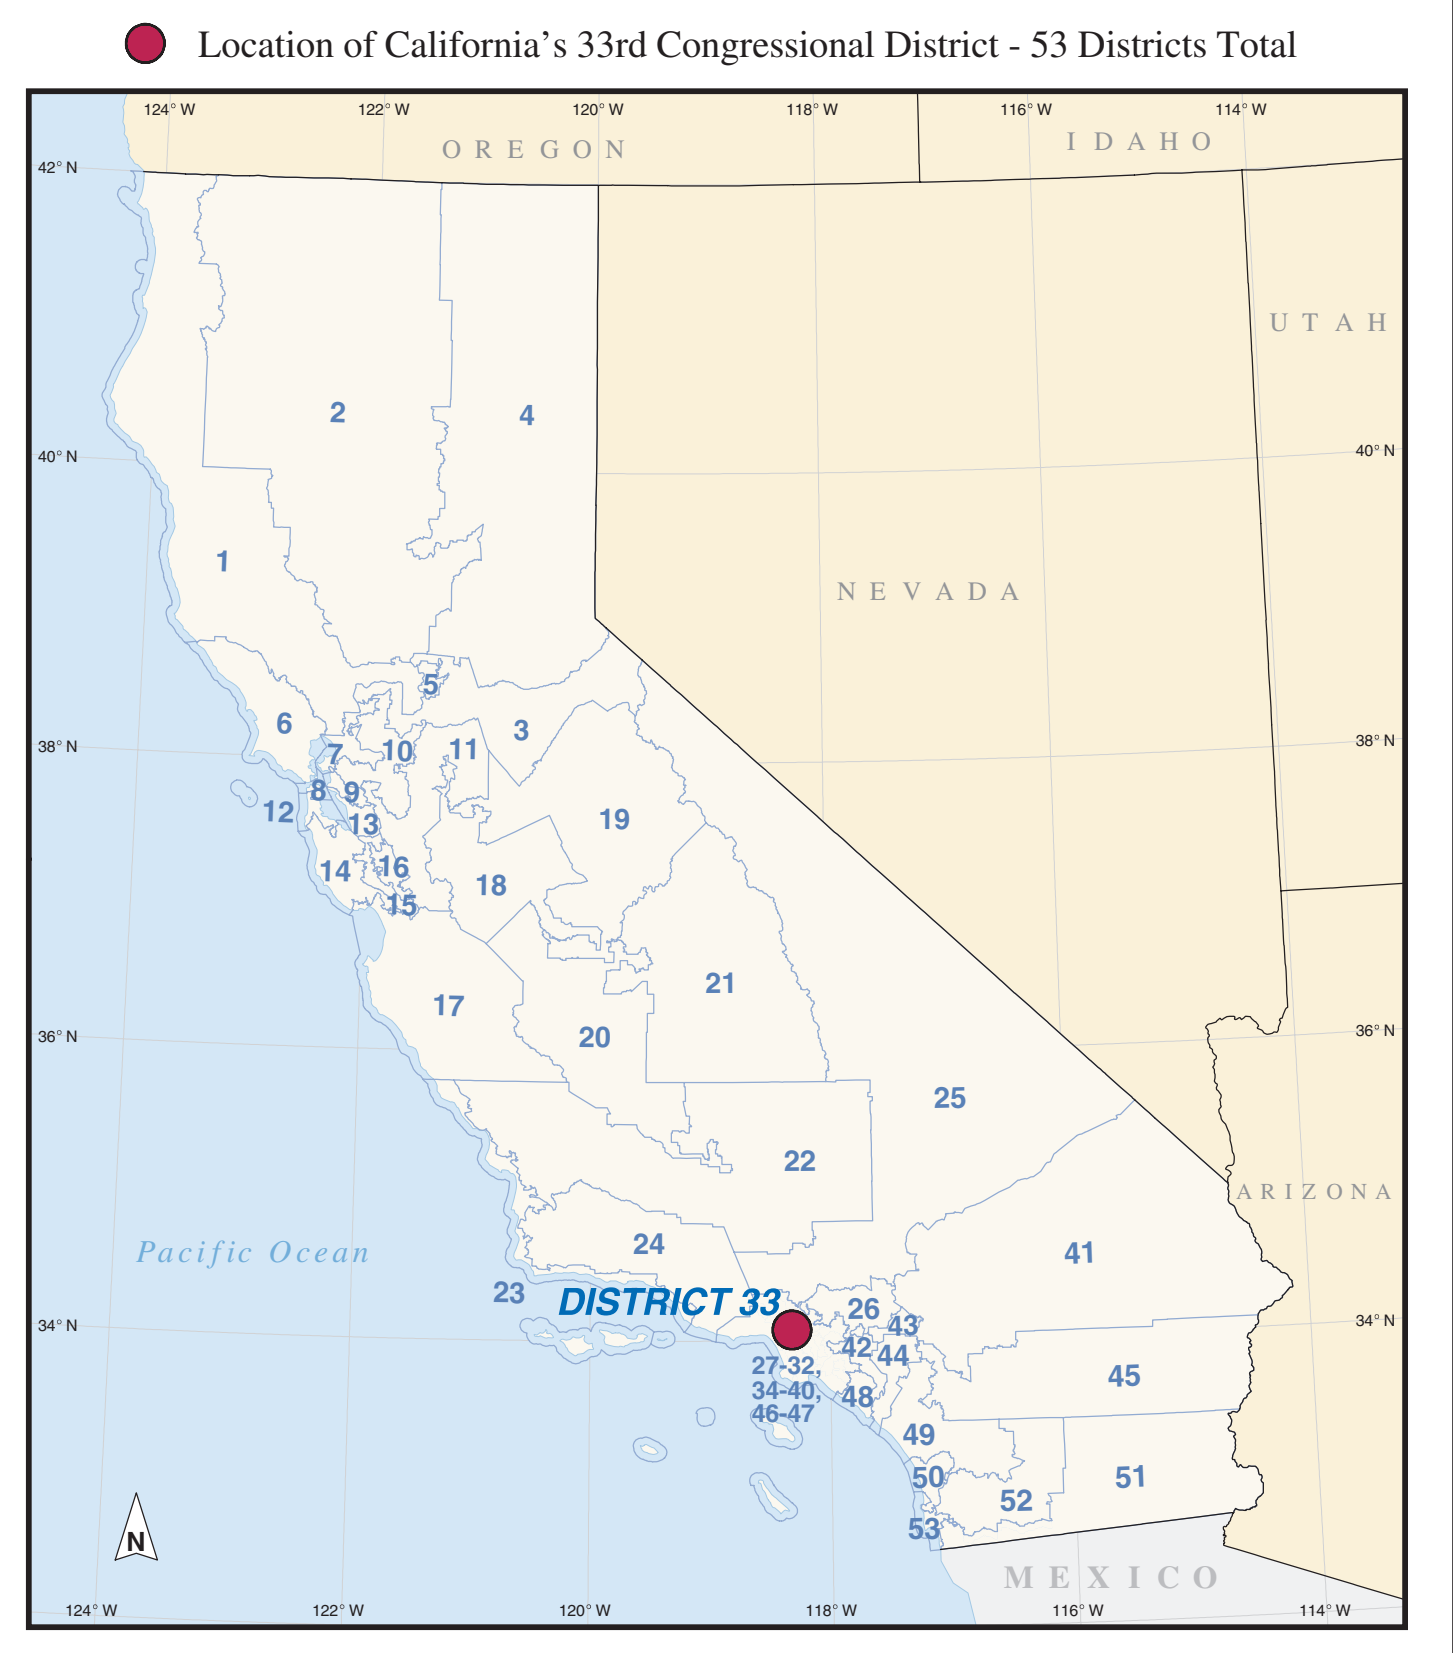 Location of California's 33rd Congressional District - 53 Districts Total
124° W 122° W 120° W 118° W 116° W 114° W
OREGON
IDAHO
42° N
UTAH
2
4
40° N
40° N
1
NEVADA
5
6
3
38° N
7
10
11
38° N
8
9
12
13
19
14
16
18
15
21
17
20
36° N
36° N
25
22
ARIZONA
24
Pacific Ocean
41
23
DISTRICT 33
26
43
34° N
34° N
42
44
27-32,
34-40,
46-47
45
48
49
50
51
52
53
N
MEXICO
124° W 122° W 120° W 118° W 116° W 114° W